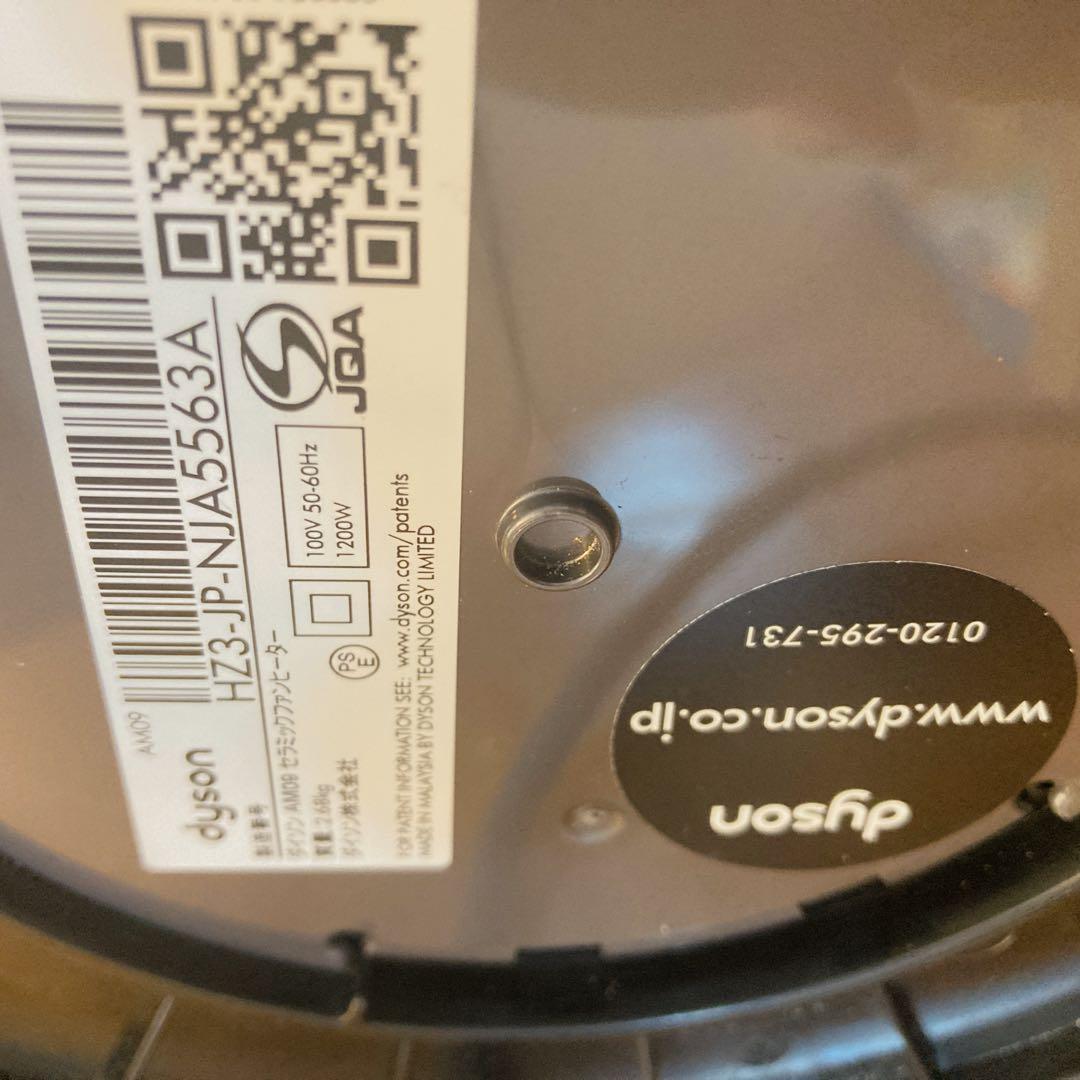 AM09
HZ3-JP-NJA5563A
dyson
製造番号
ダイソン AM09 セラミックファンヒーター
質量 2.68kg
ダイソン株式会社
PS
E
100V 50-60Hz
1200W
JQA
FOR PATENT INFORMATION SEE: www.dyson.com/patents
MADE IN MALAYSIA BY DYSON TECHNOLOGY LIMITED
dyson
www.dyson.co.jp
0120-295-731